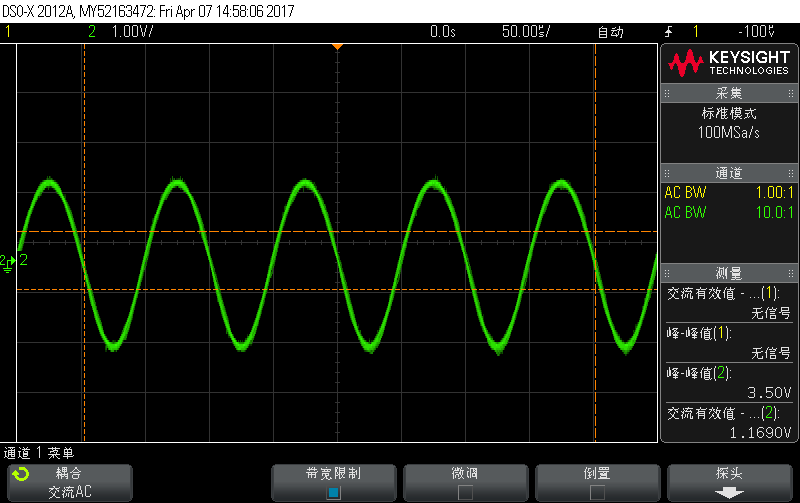 DSO-X 2012A, MY52163472: Fri Apr 07 14:58:06 2017
1 2 1.00V/ 0.0s 50.00us/ 自动 1 -100V
KEYSIGHT
TECHNOLOGIES
采集
标准模式
100MSa/s
通道
AC BW 1.00:1
AC BW 10.0:1
测量
交流有效值 - ...(1):
无信号
峰-峰值(1):
无信号
峰-峰值(2):
3.50V
交流有效值 - ...(2):
1.1690V
2 2
通道 1 菜单
耦合
交流AC
带宽限制
微调
倒置
探头